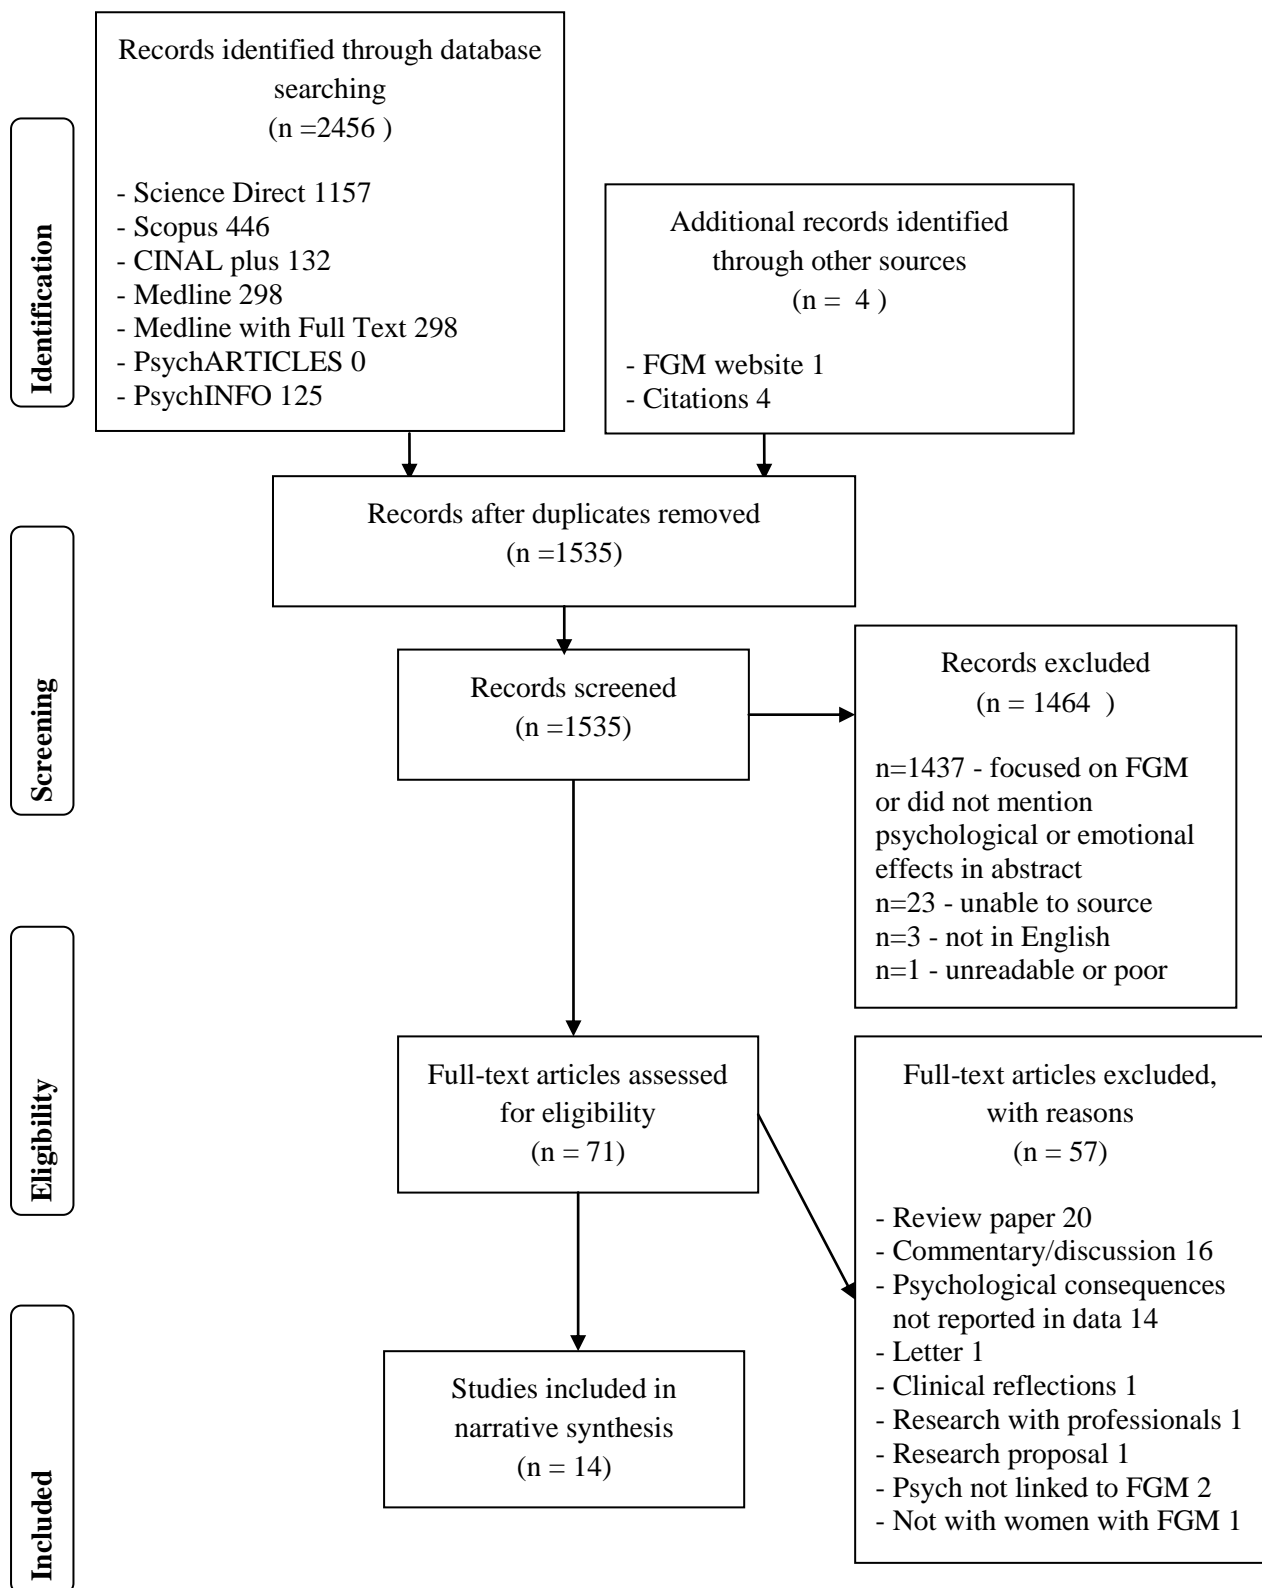 Identification
Records identified through database
searching
(n =2456 )
- Science Direct 1157
- Scopus 446
- CINAL plus 132
- Medline 298
- Medline with Full Text 298
- PsychARTICLES 0
- PsychINFO 125
Additional records identified
through other sources
(n = 4 )
- FGM website 1
- Citations 4
Records after duplicates removed
(n =1535)
Screening
Records screened
(n =1535)
Records excluded
(n = 1464 )
n=1437 - focused on FGM
or did not mention
psychological or emotional
effects in abstract
n=23 - unable to source
n=3 - not in English
n=1 - unreadable or poor
Eligibility
Full-text articles assessed
for eligibility
(n = 71)
Full-text articles excluded,
with reasons
(n = 57)
- Review paper 20
- Commentary/discussion 16
- Psychological consequences
not reported in data 14
- Letter 1
- Clinical reflections 1
- Research with professionals 1
- Research proposal 1
- Psych not linked to FGM 2
- Not with women with FGM 1
Included
Studies included in
narrative synthesis
(n = 14)